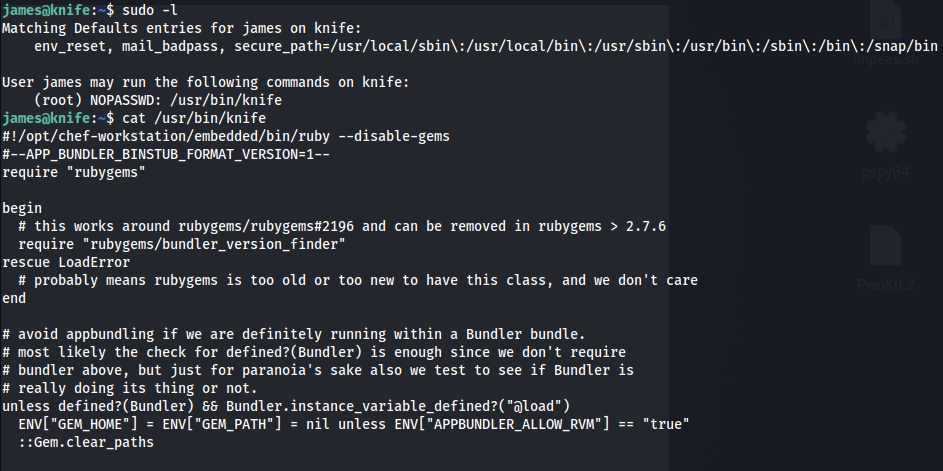 james@knife:~$ sudo -l
Matching Defaults entries for james on knife:
    env_reset, mail_badpass, secure_path=/usr/local/sbin\:/usr/local/bin\:/usr/sbin\:/usr/bin\:/sbin\:/bin\:/snap/bin

User james may run the following commands on knife:
    (root) NOPASSWD: /usr/bin/knife
james@knife:~$ cat /usr/bin/knife
#!/opt/chef-workstation/embedded/bin/ruby --disable-gems
#--APP_BUNDLER_BINSTUB_FORMAT_VERSION=1--
require "rubygems"

begin
  # this works around rubygems/rubygems#2196 and can be removed in rubygems > 2.7.6
  require "rubygems/bundler_version_finder"
rescue LoadError
  # probably means rubygems is too old or too new to have this class, and we don't care
end

# avoid appbundling if we are definitely running within a Bundler bundle.
# most likely the check for defined?(Bundler) is enough since we don't require
# bundler above, but just for paranoia's sake also we test to see if Bundler is
# really doing its thing or not.
unless defined?(Bundler) && Bundler.instance_variable_defined?("@load")
  ENV["GEM_HOME"] = ENV["GEM_PATH"] = nil unless ENV["APPBUNDLER_ALLOW_RVM"] == "true"
  ::Gem.clear_paths
linpeas.sh
pspy64
PwnKit.2